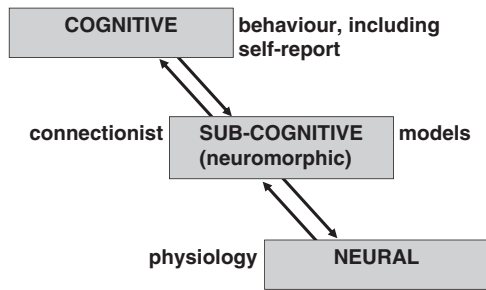 COGNITIVE
behaviour, including
self-report
connectionist
SUB-COGNITIVE
(neuromorphic)
models
physiology
NEURAL